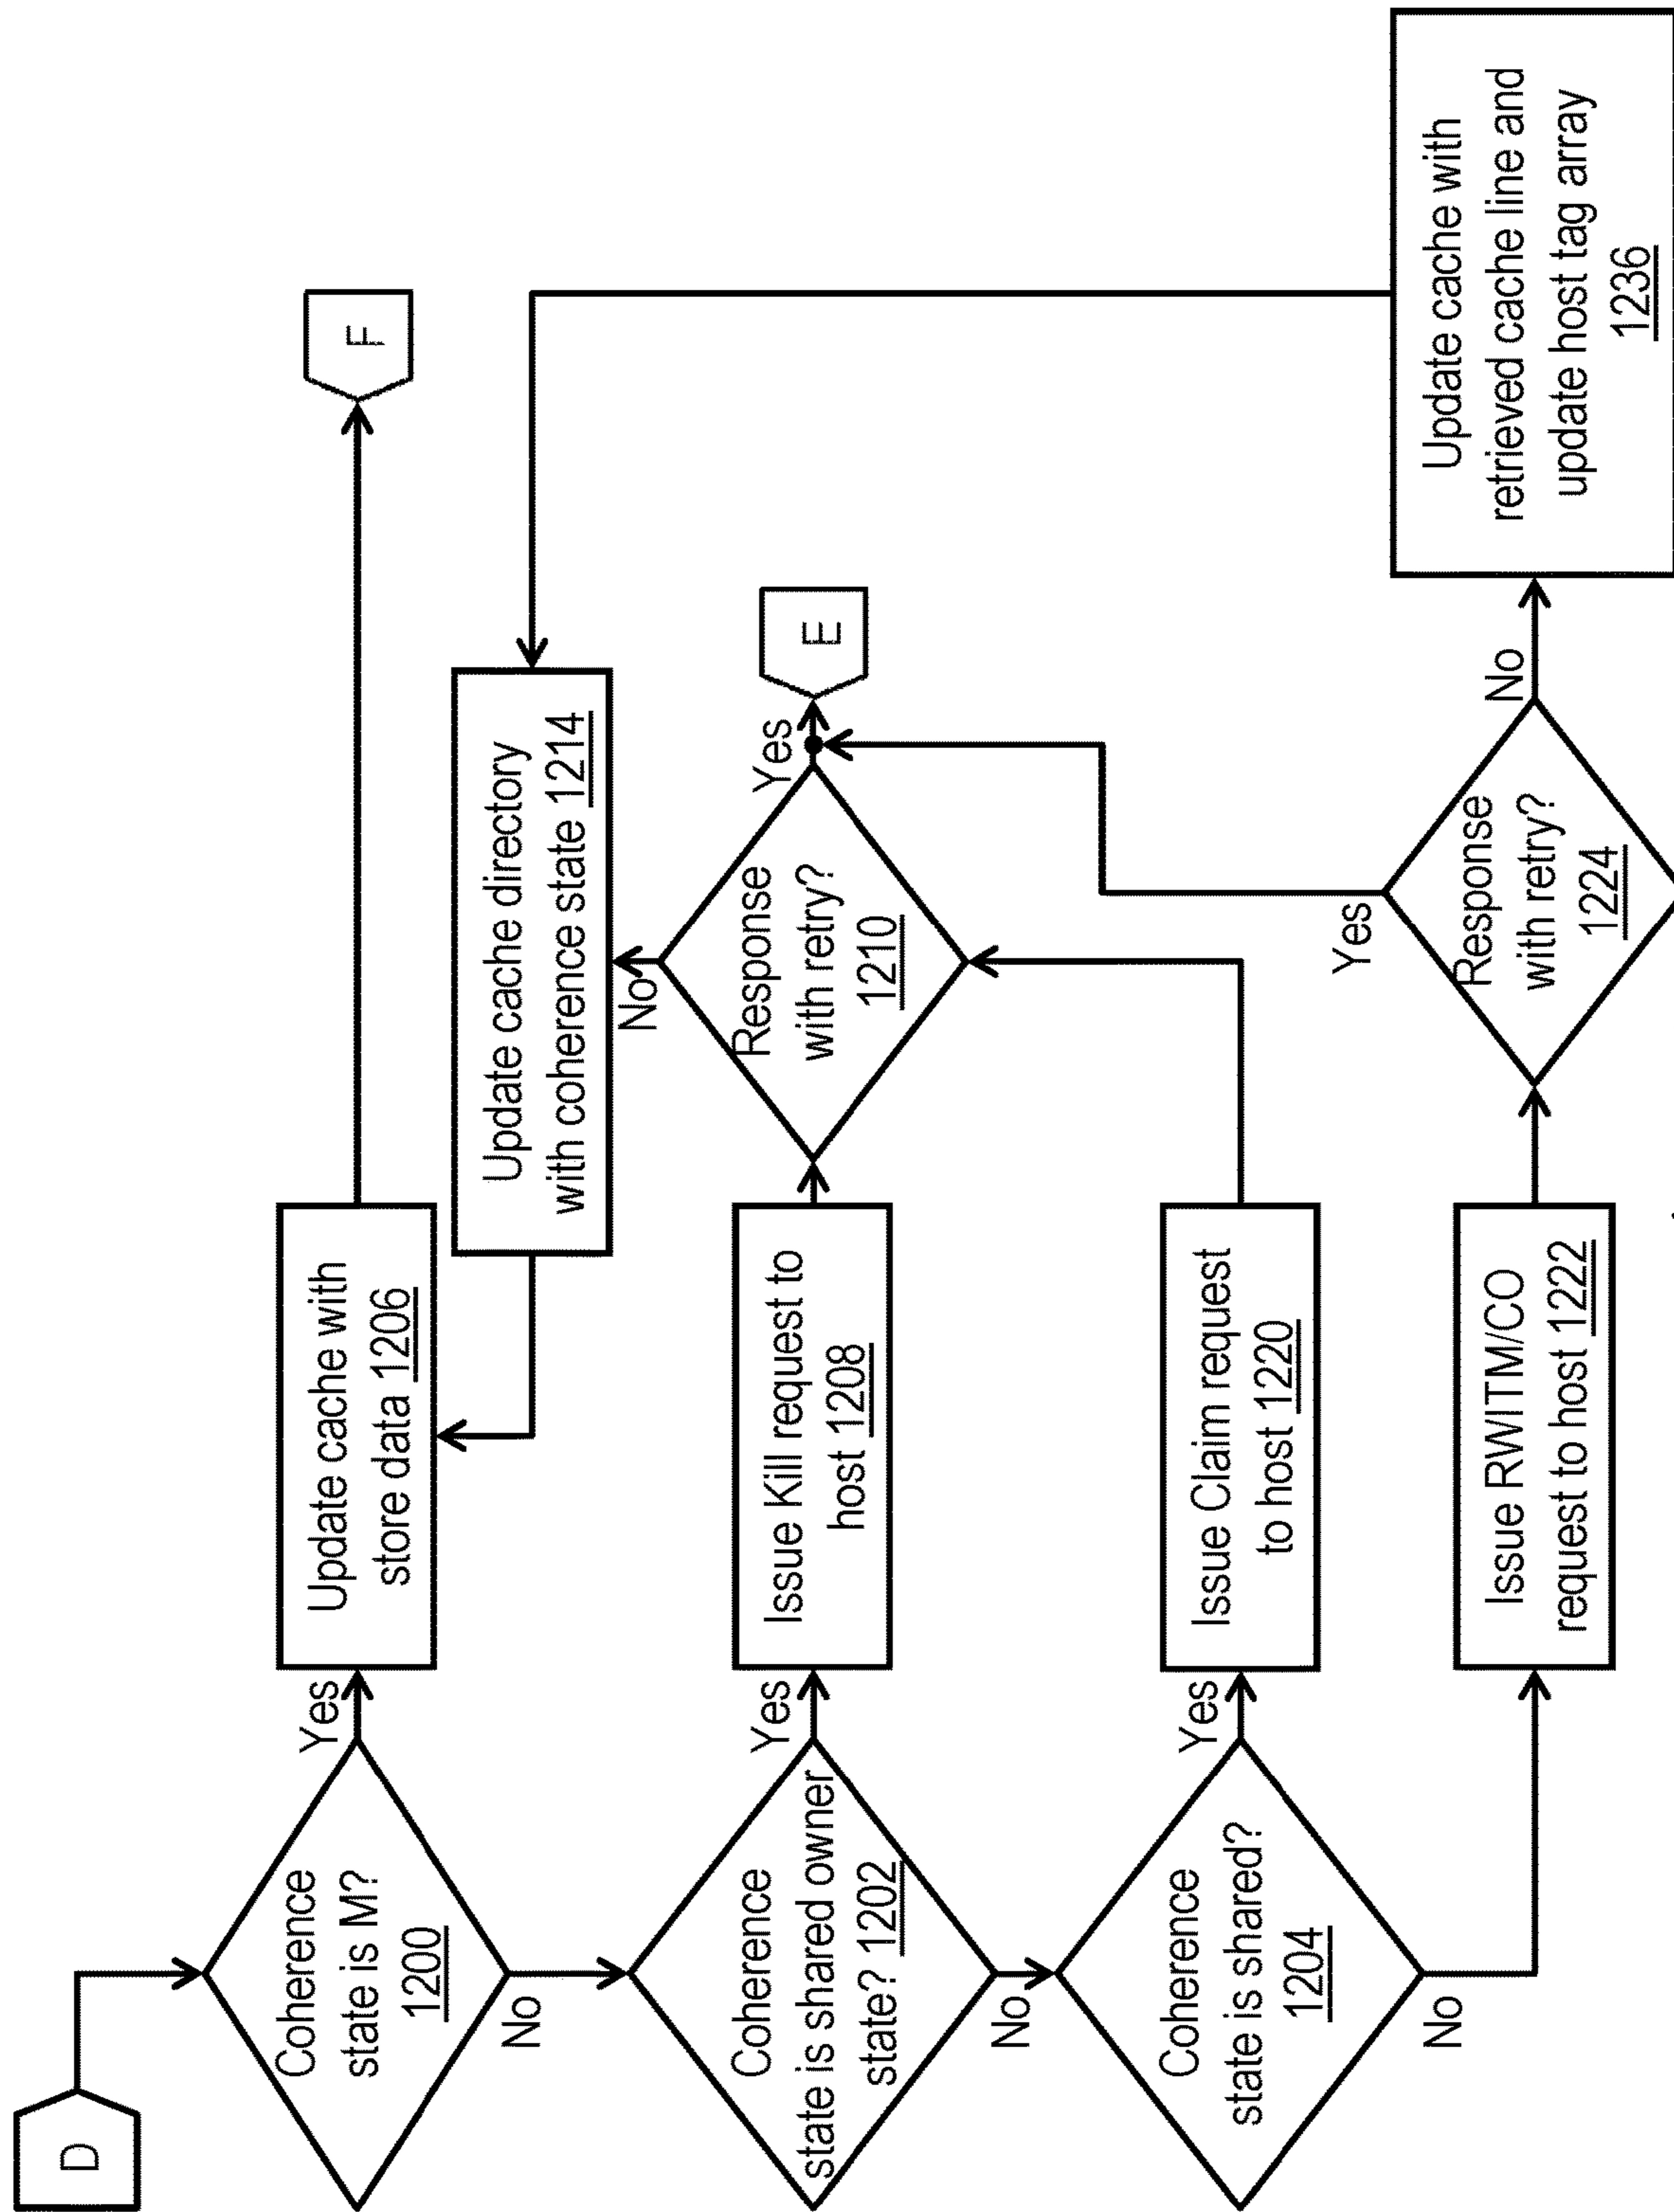 D
Coherence
state is M?
1200
Yes
No
Update cache with
store data 1206
F
Coherence
state is shared owner
state? 1202
Yes
No
Issue Kill request to
host 1208
Response
with retry?
1210
Yes
No
E
Update cache directory
with coherence state 1214
Coherence
state is shared?
1204
Yes
No
Issue Claim request
to host 1220
Issue RWITM/CO
request to host 1222
Response
with retry?
1224
Yes
No
Update cache with
retrieved cache line and
update host tag array
1236